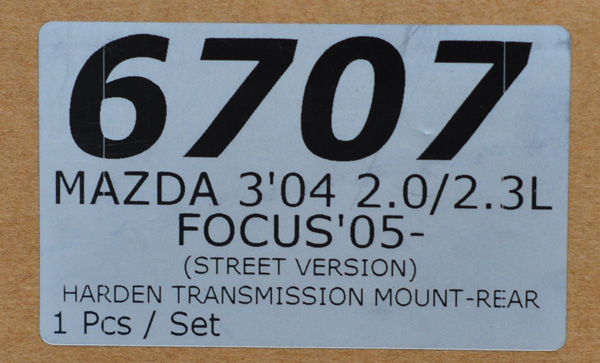 6707
MAZDA 3'04 2.0/2.3L
FOCUS'05-
(STREET VERSION)
HARDEN TRANSMISSION MOUNT-REAR
1 Pcs / Set